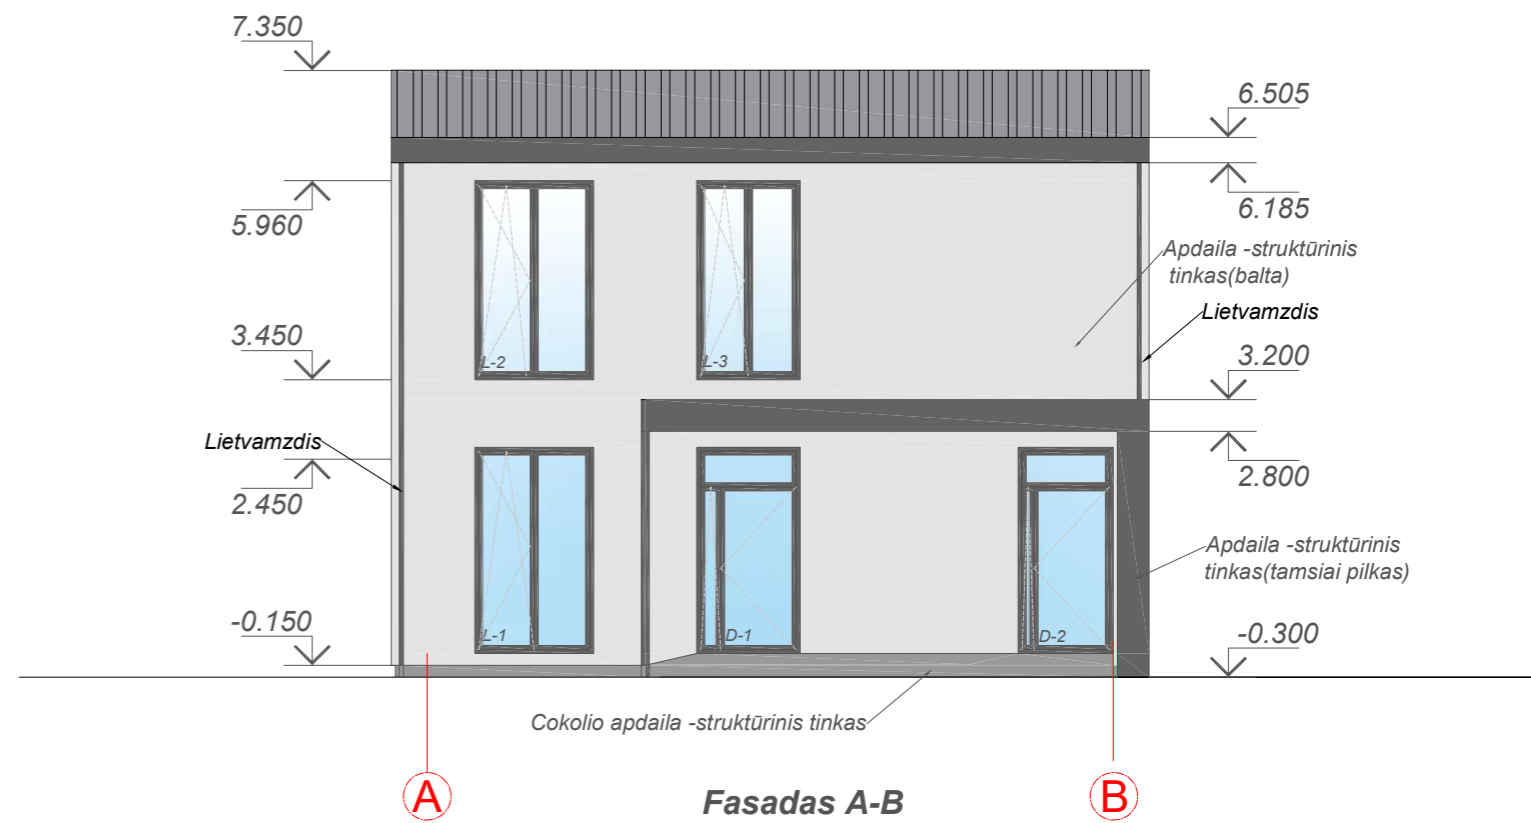 7.350
6.505
5.960
6.185
Apdaila -struktūrinis
tinkas(balta)
Lietvamzdis
3.450
3.200
L-2
L-3
Lietvamzdis
2.450
2.800
Apdaila -struktūrinis
tinkas(tamsiai pilkas)
-0.150
-0.300
L-1
D-1
D-2
Cokolio apdaila -struktūrinis tinkas
A
B
Fasadas A-B